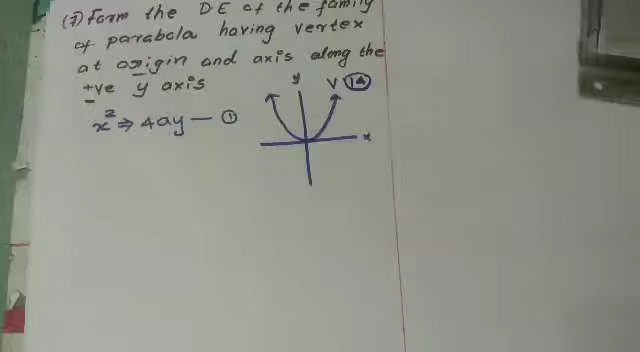 (7) Form the DE of the family
of parabola having vertex
at origin and axis along the
+ve y axis
x² ⇒ 4ay — ①
y
V 14
x